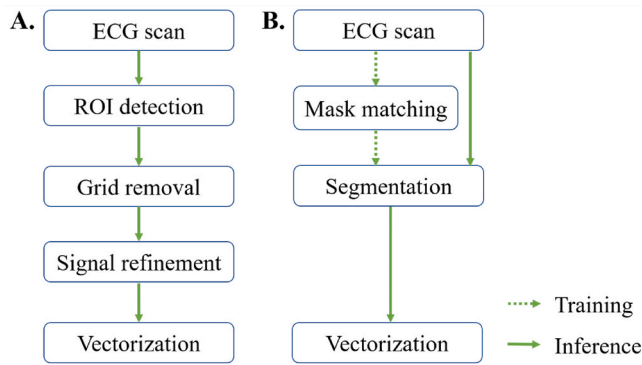 A.
ECG scan
ROI detection
Grid removal
Signal refinement
Vectorization
B.
ECG scan
Mask matching
Segmentation
Vectorization
Training
Inference